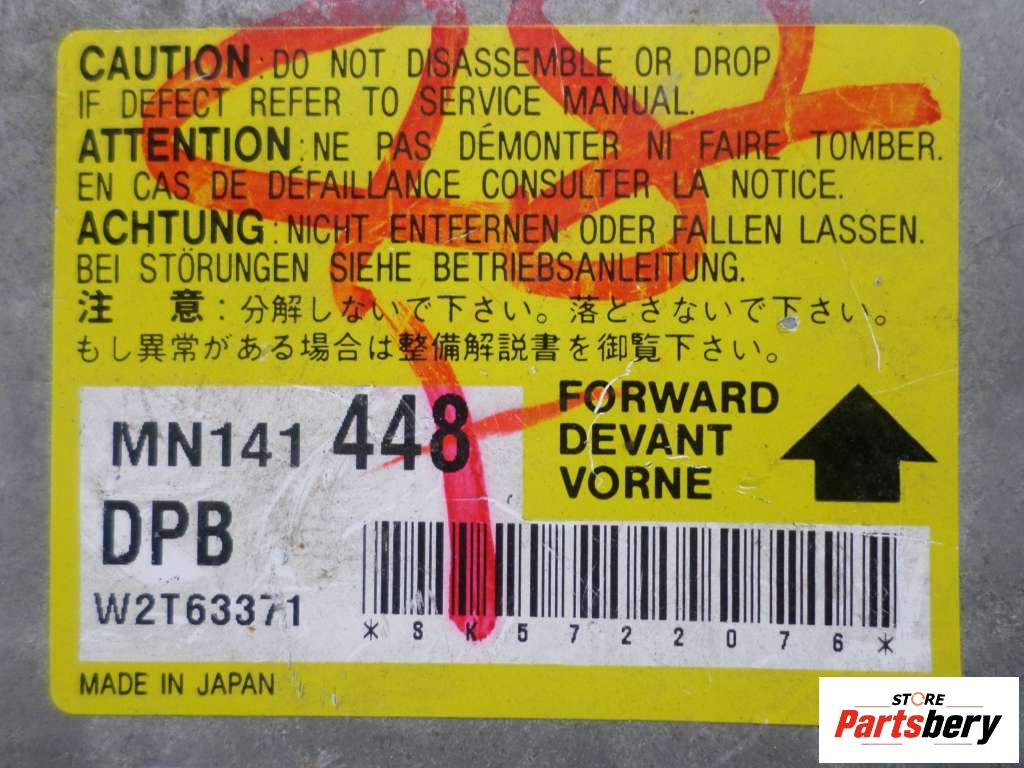 CAUTION: DO NOT DISASSEMBLE OR DROP.
IF DEFECT REFER TO SERVICE MANUAL.
ATTENTION: NE PAS DÉMONTER NI FAIRE TOMBER.
EN CAS DE DÉFAILLANCE CONSULTER LA NOTICE.
ACHTUNG: NICHT ENTFERNEN ODER FALLEN LASSEN.
BEI STÖRUNGEN SIEHE BETRIEBSANLEITUNG.
注 意: 分解しないで下さい。落とさないで下さい。
もし異常がある場合は整備解説書を御覧下さい。
MN141 448
DPB
W2T63371
FORWARD
DEVANT
VORNE
*SK5722076*
MADE IN JAPAN
STORE
Partsbery